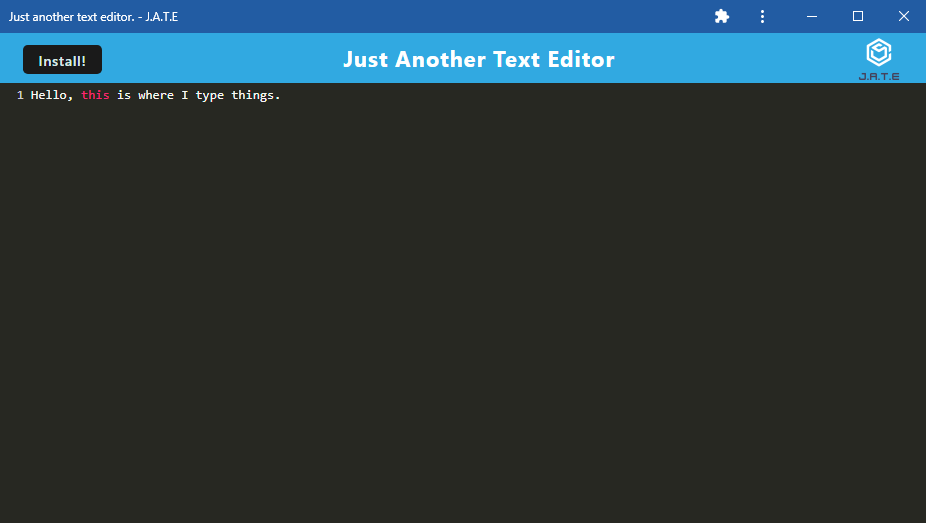 Just another text editor. - J.A.T.E
Install!
Just Another Text Editor
J.A.T.E
1 Hello, this is where I type things.